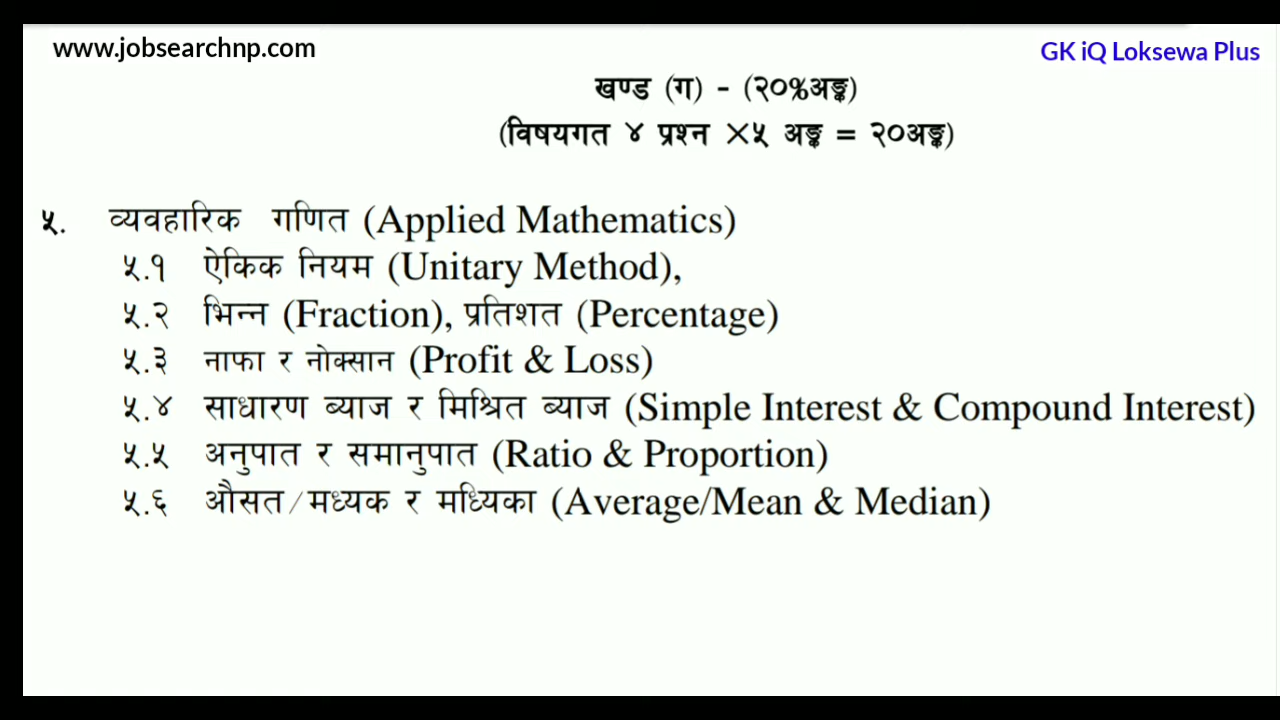 www.jobsearchnp.com
GK iQ Loksewa Plus
खण्ड (ग) - (२०%अङ्क)
(विषयगत ४ प्रश्न ×५ अङ्क = २०अङ्क)
५. व्यवहारिक गणित (Applied Mathematics)
५.१ ऐकिक नियम (Unitary Method),
५.२ भिन्न (Fraction), प्रतिशत (Percentage)
५.३ नाफा र नोक्सान (Profit & Loss)
५.४ साधारण ब्याज र मिश्रित ब्याज (Simple Interest & Compound Interest)
५.५ अनुपात र समानुपात (Ratio & Proportion)
५.६ औसत/मध्यक र मध्यिका (Average/Mean & Median)